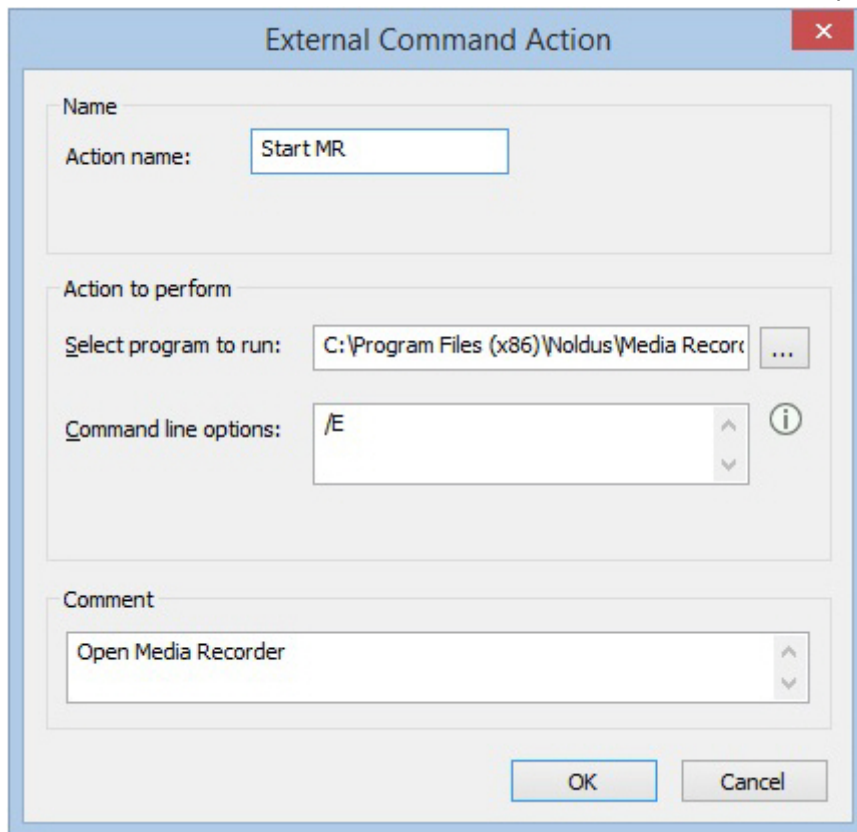 External Command Action
Name
Action name: Start MR
Action to perform
Select program to run: C:\Program Files (x86)\Noldus\Media Recor ...
Command line options: /E
Comment
Open Media Recorder
OK Cancel